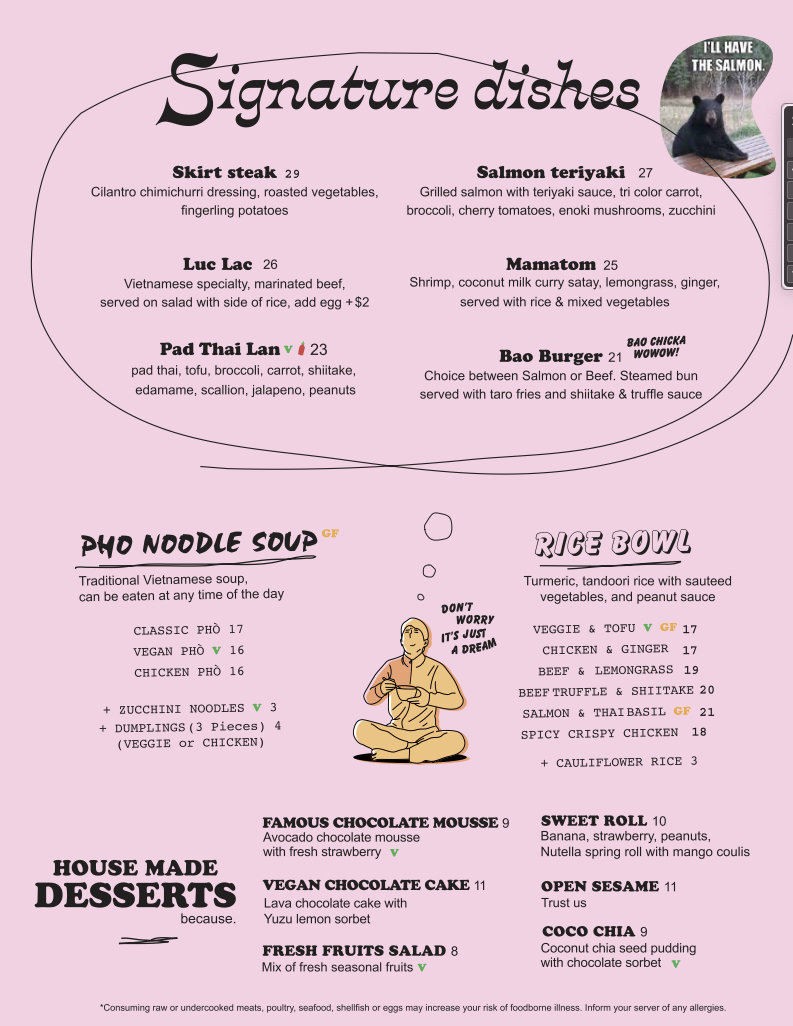 I'LL HAVE
THE SALMON.
Signature dishes
Skirt steak 29
Cilantro chimichurri dressing, roasted vegetables,
fingerling potatoes
Salmon teriyaki 27
Grilled salmon with teriyaki sauce, tri color carrot,
broccoli, cherry tomatoes, enoki mushrooms, zucchini
Luc Lac 26
Vietnamese specialty, marinated beef,
served on salad with side of rice, add egg +$2
Mamatom 25
Shrimp, coconut milk curry satay, lemongrass, ginger,
served with rice & mixed vegetables
Pad Thai Lan V 23
pad thai, tofu, broccoli, carrot, shiitake,
edamame, scallion, jalapeno, peanuts
Bao Burger 21
BAO CHICKA
WOWOW!
Choice between Salmon or Beef. Steamed bun
served with taro fries and shiitake & truffle sauce
PHO NOODLE SOUP GF
Traditional Vietnamese soup,
can be eaten at any time of the day
CLASSIC PHÒ 17
VEGAN PHÒ V 16
CHICKEN PHÒ 16
+ ZUCCHINI NOODLES V 3
+ DUMPLINGS (3 Pieces) 4
(VEGGIE or CHICKEN)
DON'T
WORRY
IT'S JUST
A DREAM
RICE BOWL
Turmeric, tandoori rice with sauteed
vegetables, and peanut sauce
VEGGIE & TOFU V GF 17
CHICKEN & GINGER 17
BEEF & LEMONGRASS 19
BEEF TRUFFLE & SHIITAKE 20
SALMON & THAI BASIL GF 21
SPICY CRISPY CHICKEN 18
+ CAULIFLOWER RICE 3
HOUSE MADE
DESSERTS
because.
FAMOUS CHOCOLATE MOUSSE 9
Avocado chocolate mousse
with fresh strawberry V
VEGAN CHOCOLATE CAKE 11
Lava chocolate cake with
Yuzu lemon sorbet
FRESH FRUITS SALAD 8
Mix of fresh seasonal fruits V
SWEET ROLL 10
Banana, strawberry, peanuts,
Nutella spring roll with mango coulis
OPEN SESAME 11
Trust us
COCO CHIA 9
Coconut chia seed pudding
with chocolate sorbet V
*Consuming raw or undercooked meats, poultry, seafood, shellfish or eggs may increase your risk of foodborne illness. Inform your server of any allergies.